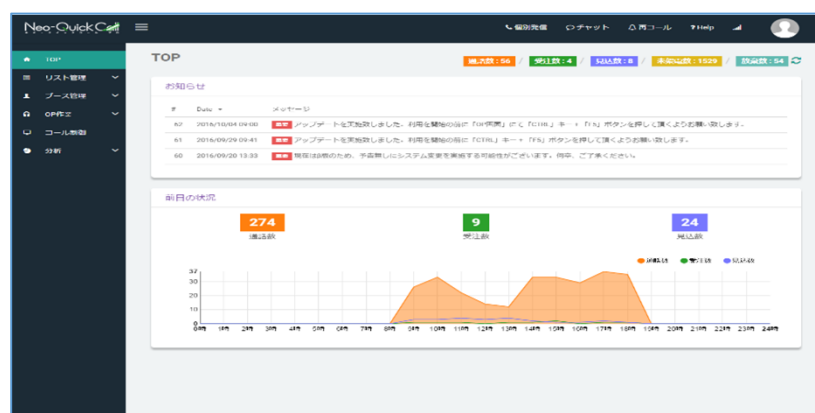 Neo-QuickCall
個別発信 チャット 再コール ?Help
TOP
リスト管理
ブース管理
OP作業
コール制御
分析
TOP
通話数 : 56 / 受注数 : 4 / 見込数 : 8 / 未架電数 : 1529 / 放棄数 : 54
お知らせ
# Date メッセージ
62 2016/10/04 09:00 重要 アップデートを実施致しました。利用を開始の前に「OP作業」にて「CTRL」キー+「F5」ボタンを押して頂くようお願い致します。
61 2016/09/29 09:41 重要 アップデートを実施致しました。利用を開始の前に「CTRL」キー+「F5」ボタンを押して頂くようお願い致します。
60 2016/09/20 13:33 重要 現在はβ版のため、予告無しにシステム変更を実施する可能性がございます。何卒、ご了承ください。
前日の状況
274 9 24
通話数 受注数 見込数
通話数 受注数 見込数
37
30
20
10
0
0時 1時 2時 3時 4時 5時 6時 7時 8時 9時 10時 11時 12時 13時 14時 15時 16時 17時 18時 19時 20時 21時 22時 23時 24時